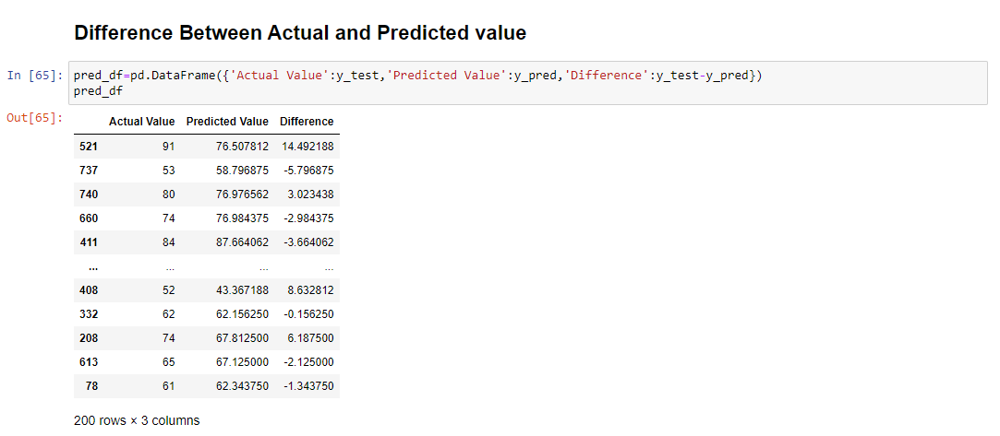 Difference Between Actual and Predicted value
In [65]: pred_df=pd.DataFrame({'Actual Value':y_test,'Predicted Value':y_pred,'Difference':y_test-y_pred})
pred_df
Out[65]:
Actual Value Predicted Value Difference
521 91 76.507812 14.492188
737 53 58.796875 -5.796875
740 80 76.976562 3.023438
660 74 76.984375 -2.984375
411 84 87.664062 -3.664062
... ... ... ...
408 52 43.367188 8.632812
332 62 62.156250 -0.156250
208 74 67.812500 6.187500
613 65 67.125000 -2.125000
78 61 62.343750 -1.343750
200 rows × 3 columns